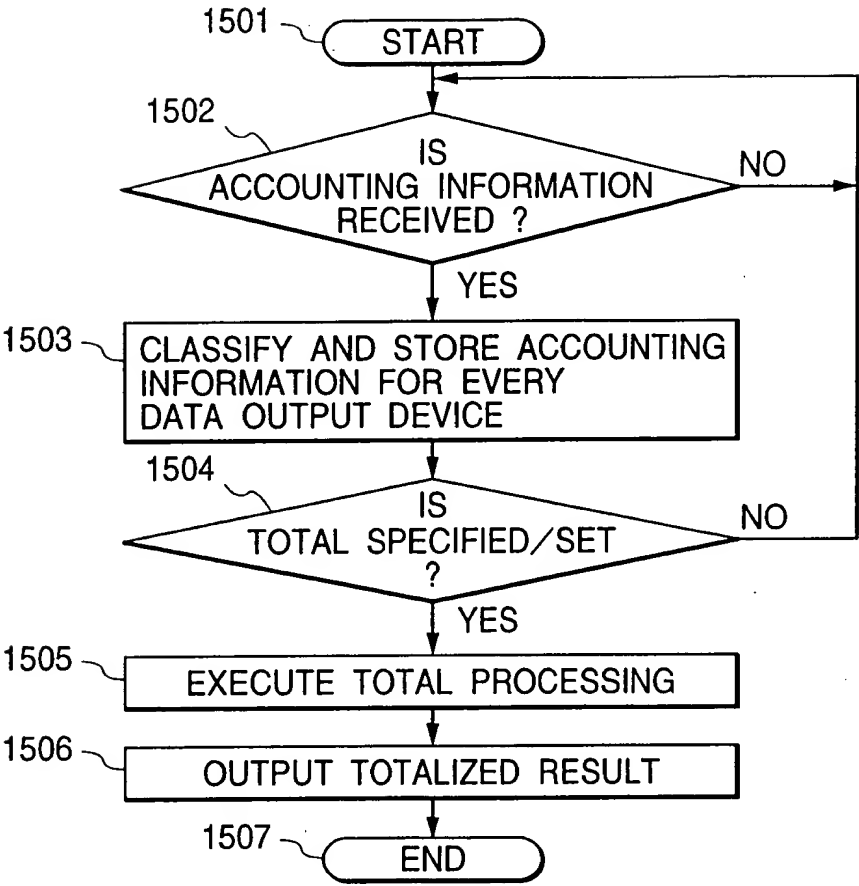 1501
START
1502
IS
ACCOUNTING INFORMATION
RECEIVED ?
NO
YES
1503
CLASSIFY AND STORE ACCOUNTING
INFORMATION FOR EVERY
DATA OUTPUT DEVICE
1504
IS
TOTAL SPECIFIED/SET
?
NO
YES
1505
EXECUTE TOTAL PROCESSING
1506
OUTPUT TOTALIZED RESULT
1507
END